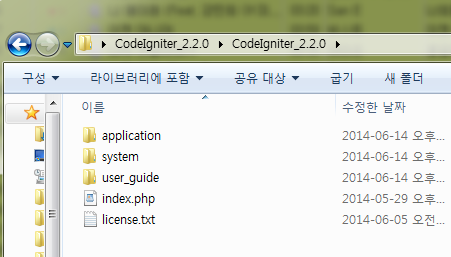 CodeIgniter_2.2.0 CodeIgniter_2.2.0
구성 라이브러리에 포함 공유 대상 굽기 새 폴더
이름 수정한 날짜
application 2014-06-14 오후...
system 2014-06-14 오후...
user_guide 2014-06-14 오후...
index.php 2014-05-29 오후...
license.txt 2014-06-05 오전...